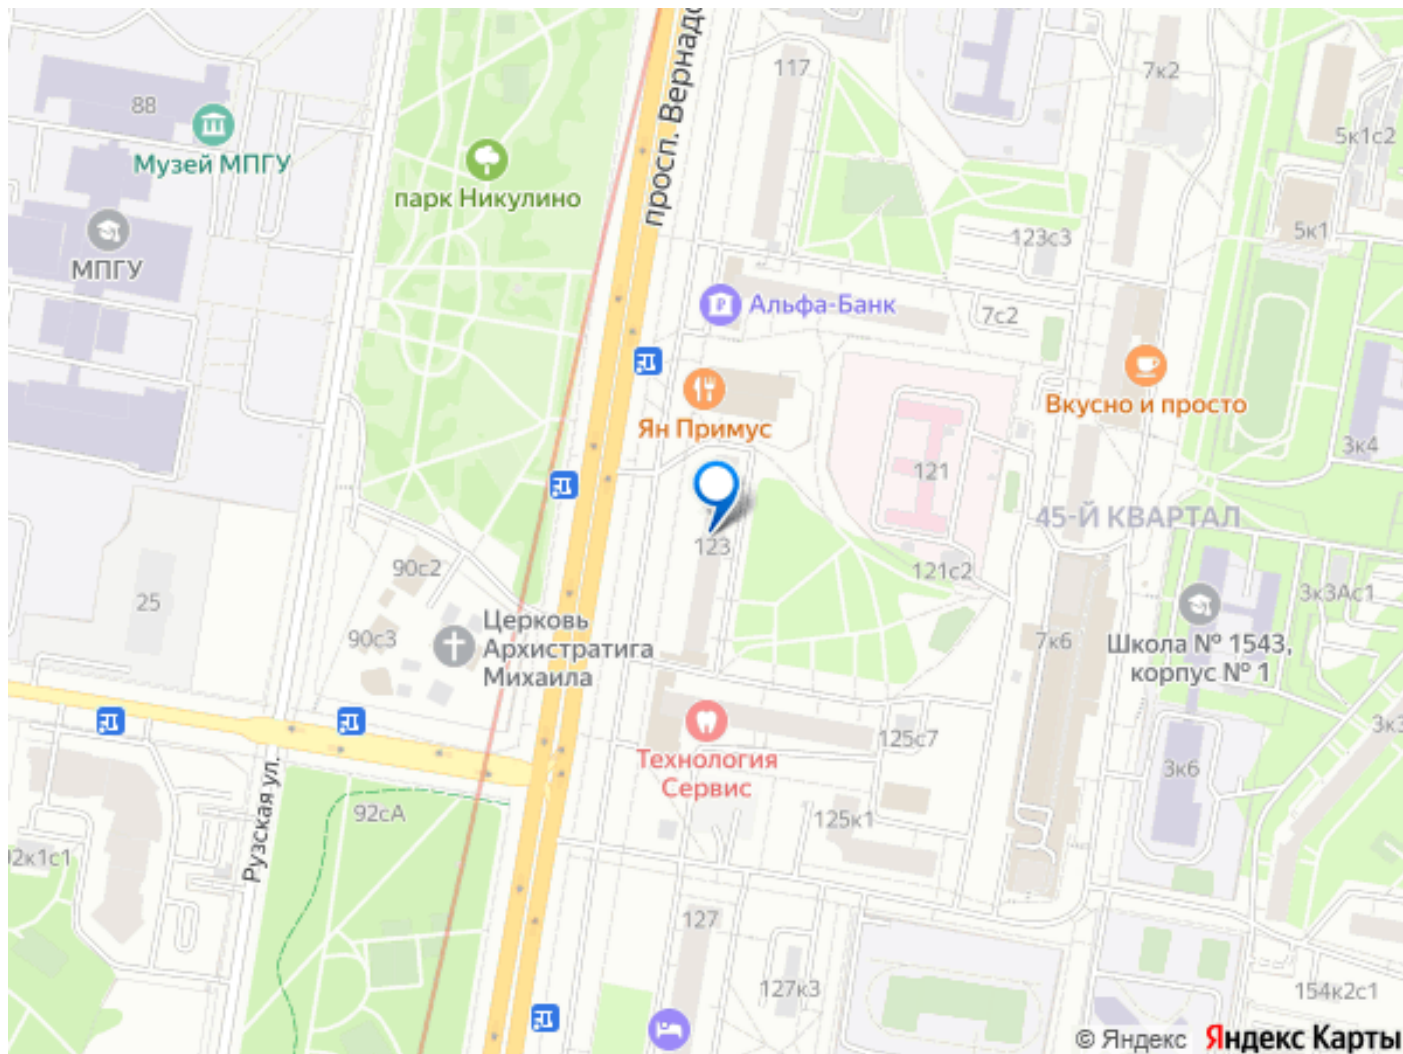 117
7к2
88
5к1с2
Музей МПГУ
просп. Вернадс
парк Никулино
5к1
123с3
МПГУ
Альфа-Банк
7с2
Вкусно и просто
Ян Примус
3к4
121
45-Й КВАРТАЛ
123
90с2
121с2
25
3к3Ас1
Церковь
Архистратига
Михаила
90с3
7к6
Школа № 1543,
корпус № 1
125с7
Технология
Сервис
3к6
Рузская ул.
92сА
125к1
2к1с1
127
127к3
154к2с1
© Яндекс Яндекс Карты